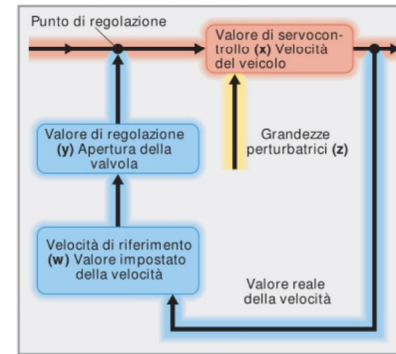 Punto di regolazione
Valore di servocon-
trollo (x) Velocità
del veicolo
Valore di regolazione
(y) Apertura della
valvola
Grandezze
perturbatrici (z)
Velocità di riferimento
(w) Valore impostato
della velocità
Valore reale
della velocità